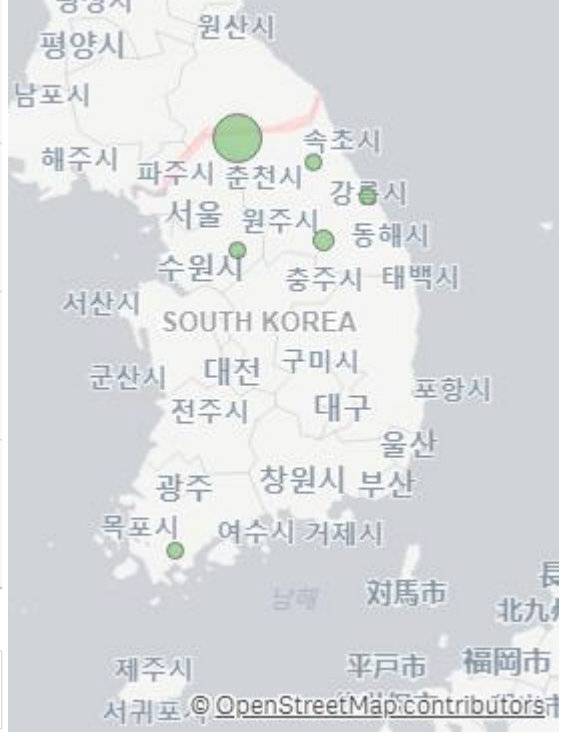 원산시
평양시
남포시
속초시
해주시
파주시
춘천시
강릉시
서울
원주시
동해시
수원시
충주시
태백시
서산시
SOUTH KOREA
구미시
대전
군산시
포항시
전주시
대구
울산
광주
창원시
부산
목포시
여수시
거제시
남해
対馬市
北九
平戸市
福岡市
제주시
서귀포시
© OpenStreetMap contributors